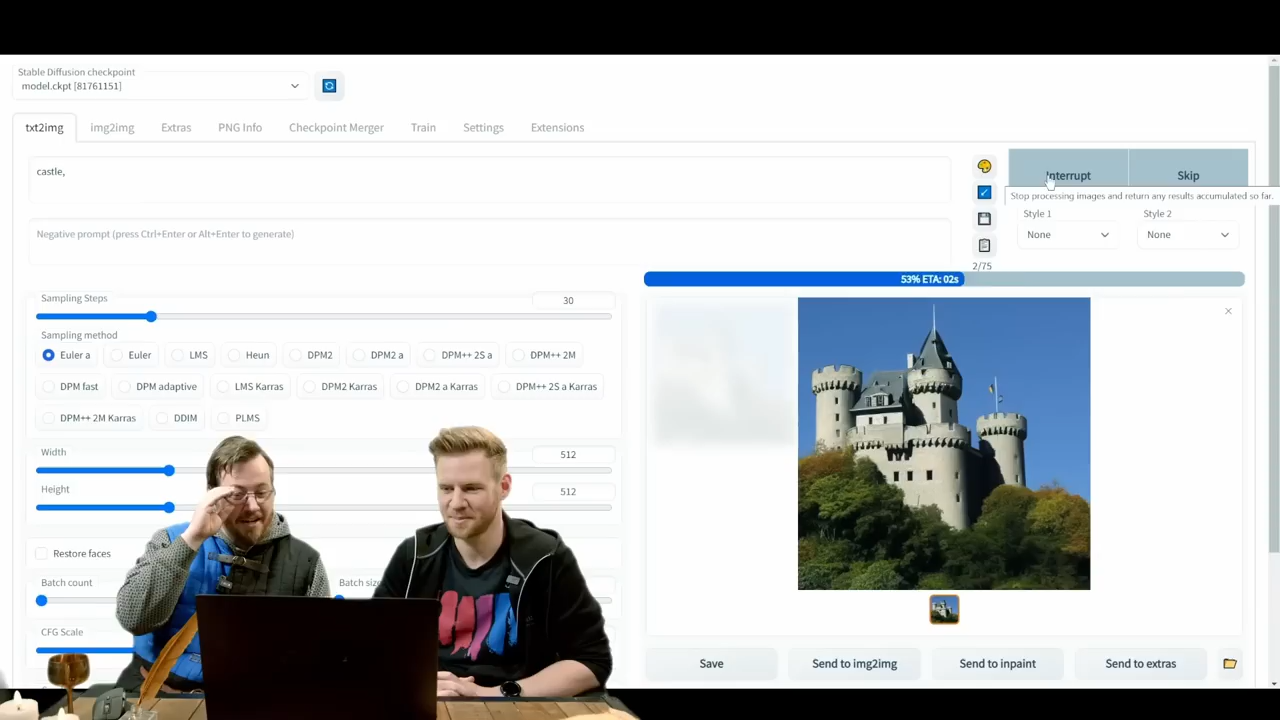 Stable Diffusion checkpoint
model.ckpt [81761151]
txt2img
img2img
Extras
PNG Info
Checkpoint Merger
Train
Settings
Extensions
castle,
Interrupt
Skip
Stop processing images and return any results accumulated so far.
Style 1
Style 2
None
None
Negative prompt (press Ctrl+Enter or Alt+Enter to generate)
2/75
53% ETA: 02s
Sampling Steps
30
Sampling method
Euler a
Euler
LMS
Heun
DPM2
DPM2 a
DPM++ 2S a
DPM++ 2M
DPM fast
DPM adaptive
LMS Karras
DPM2 Karras
DPM2 a Karras
DPM++ 2S a Karras
DPM++ 2M Karras
DDIM
PLMS
Width
512
Height
512
Restore faces
Batch count
Batch
CFG Scale
Save
Send to img2img
Send to inpaint
Send to extras